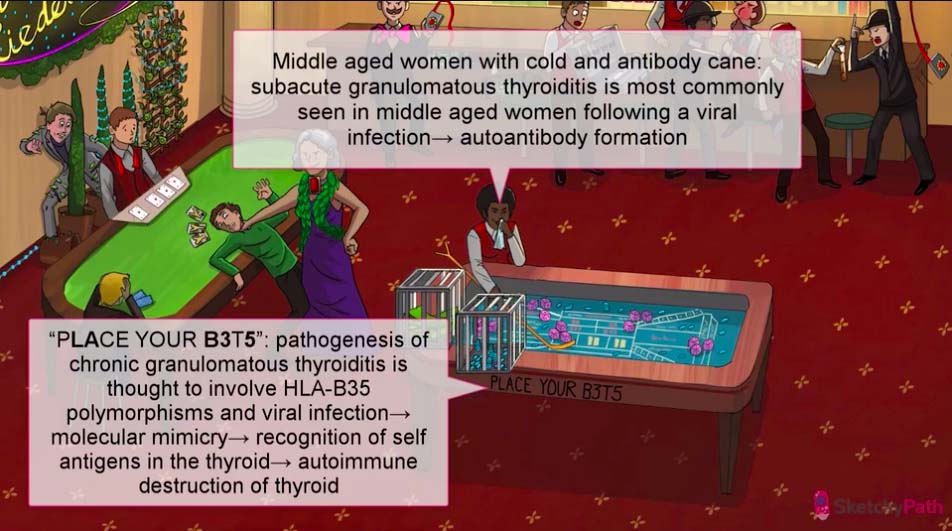 Middle aged women with cold and antibody cane:
subacute granulomatous thyroiditis is most commonly
seen in middle aged women following a viral
infection→ autoantibody formation
"PLACE YOUR B3T5": pathogenesis of
chronic granulomatous thyroiditis is
thought to involve HLA-B35
polymorphisms and viral infection→
molecular mimicry→ recognition of self
antigens in the thyroid→ autoimmune
destruction of thyroid
PLACE YOUR B3T5
SketchyPath